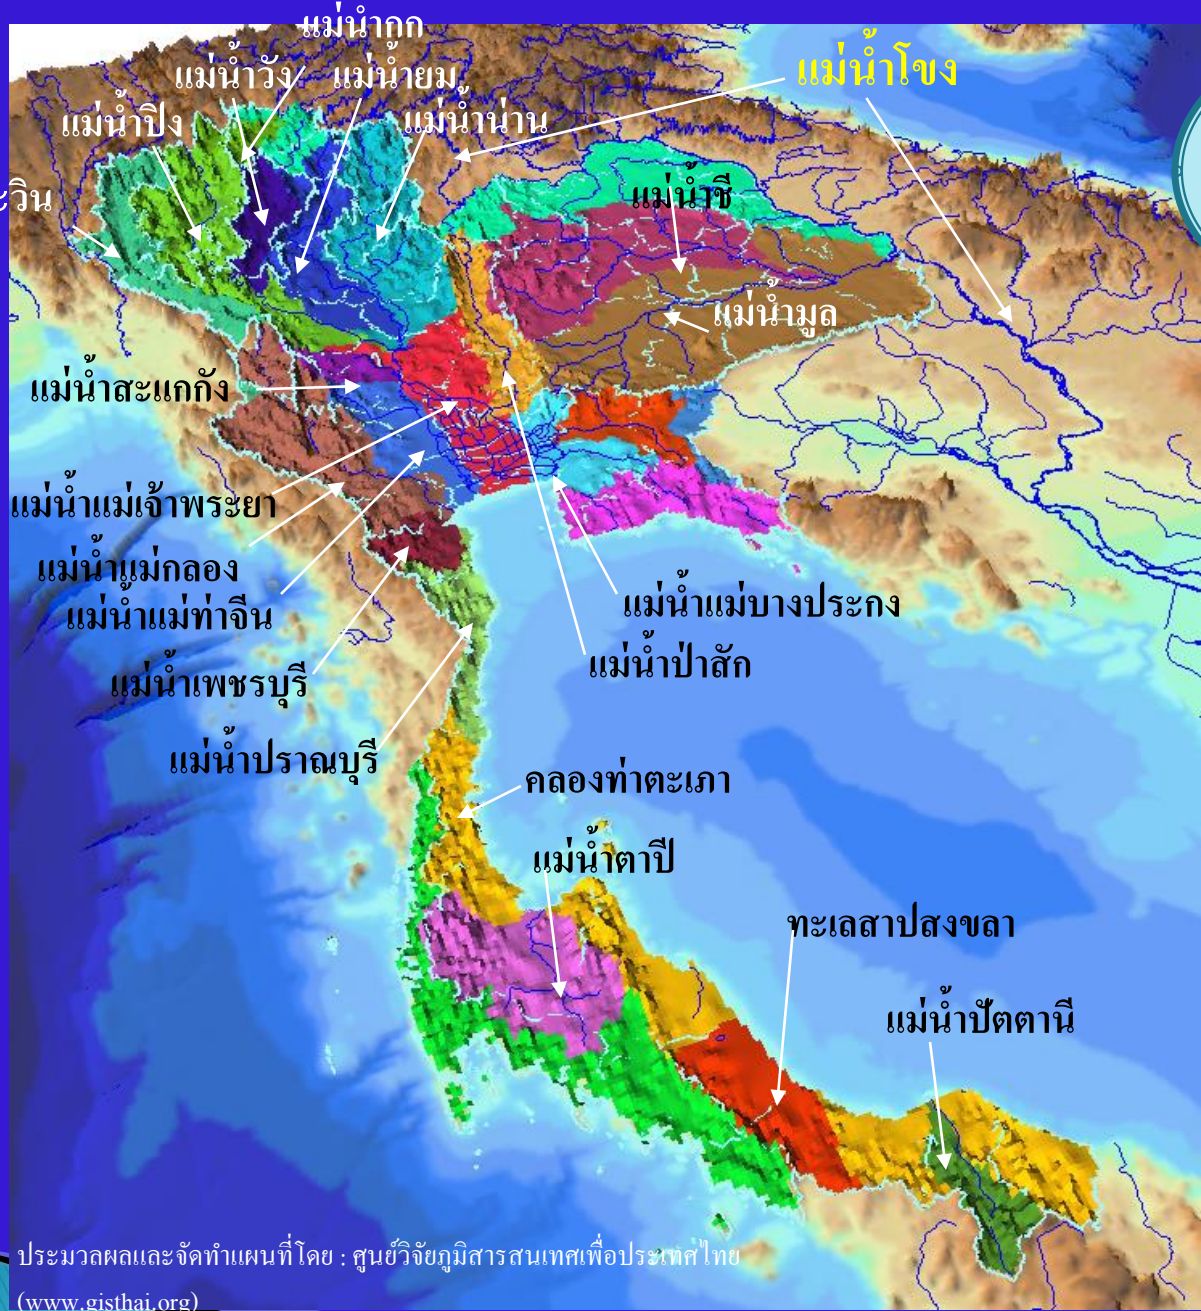 แม่น้ำกก
แม่น้ำวัง
แม่น้ำยม
แม่น้ำโขง
แม่น้ำปิง
แม่น้ำน่าน
ะวิน
แม่น้ำชี
แม่น้ำมูล
แม่น้ำสะแกกัง
แม่น้ำแม่เจ้าพระยา
แม่น้ำแม่กลอง
แม่น้ำแม่ท่าจีน
แม่น้ำแม่บางประกง
แม่น้ำป่าสัก
แม่น้ำเพชรบุรี
แม่น้ำปราณบุรี
คลองท่าตะเภา
แม่น้ำตาปี
ทะเลสาปสงขลา
แม่น้ำปัตตานี
ประมวลผลและจัดทำแผนที่โดย : ศูนย์วิจัยภูมิสารสนเทศเพื่อประเทศไทย
(www.gisthai.org)